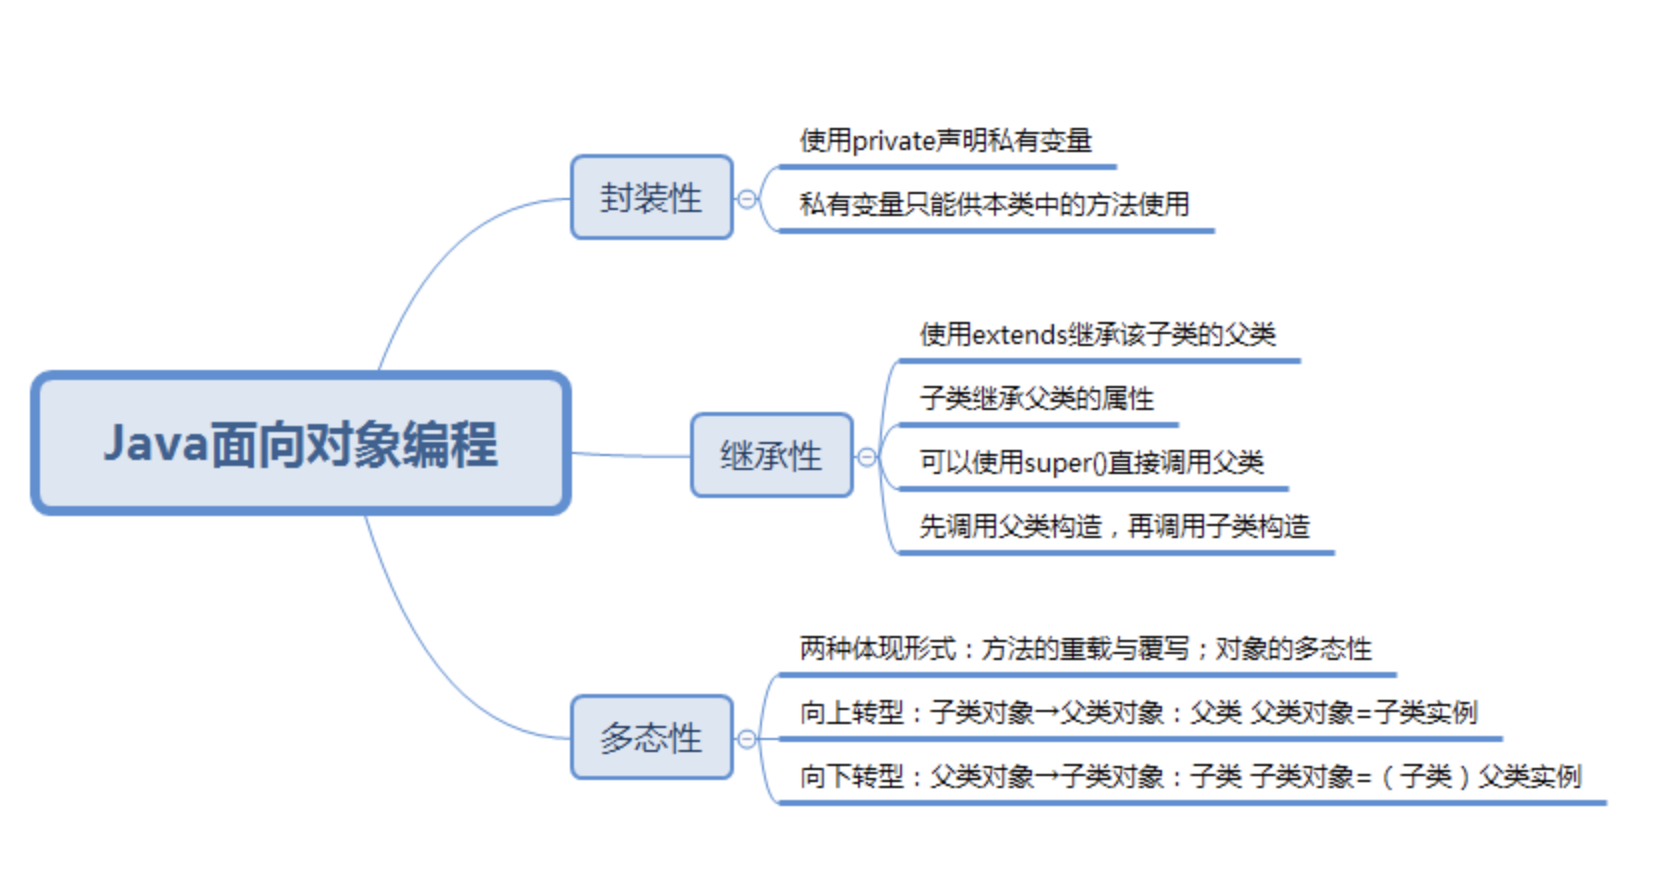 Java面向对象编程
封装性
使用private声明私有变量
私有变量只能供本类中的方法使用
继承性
使用extends继承该子类的父类
子类继承父类的属性
可以使用super()直接调用父类
先调用父类构造，再调用子类构造
多态性
两种体现形式：方法的重载与覆写；对象的多态性
向上转型：子类对象→父类对象：父类 父类对象=子类实例
向下转型：父类对象→子类对象：子类 子类对象=（子类）父类实例